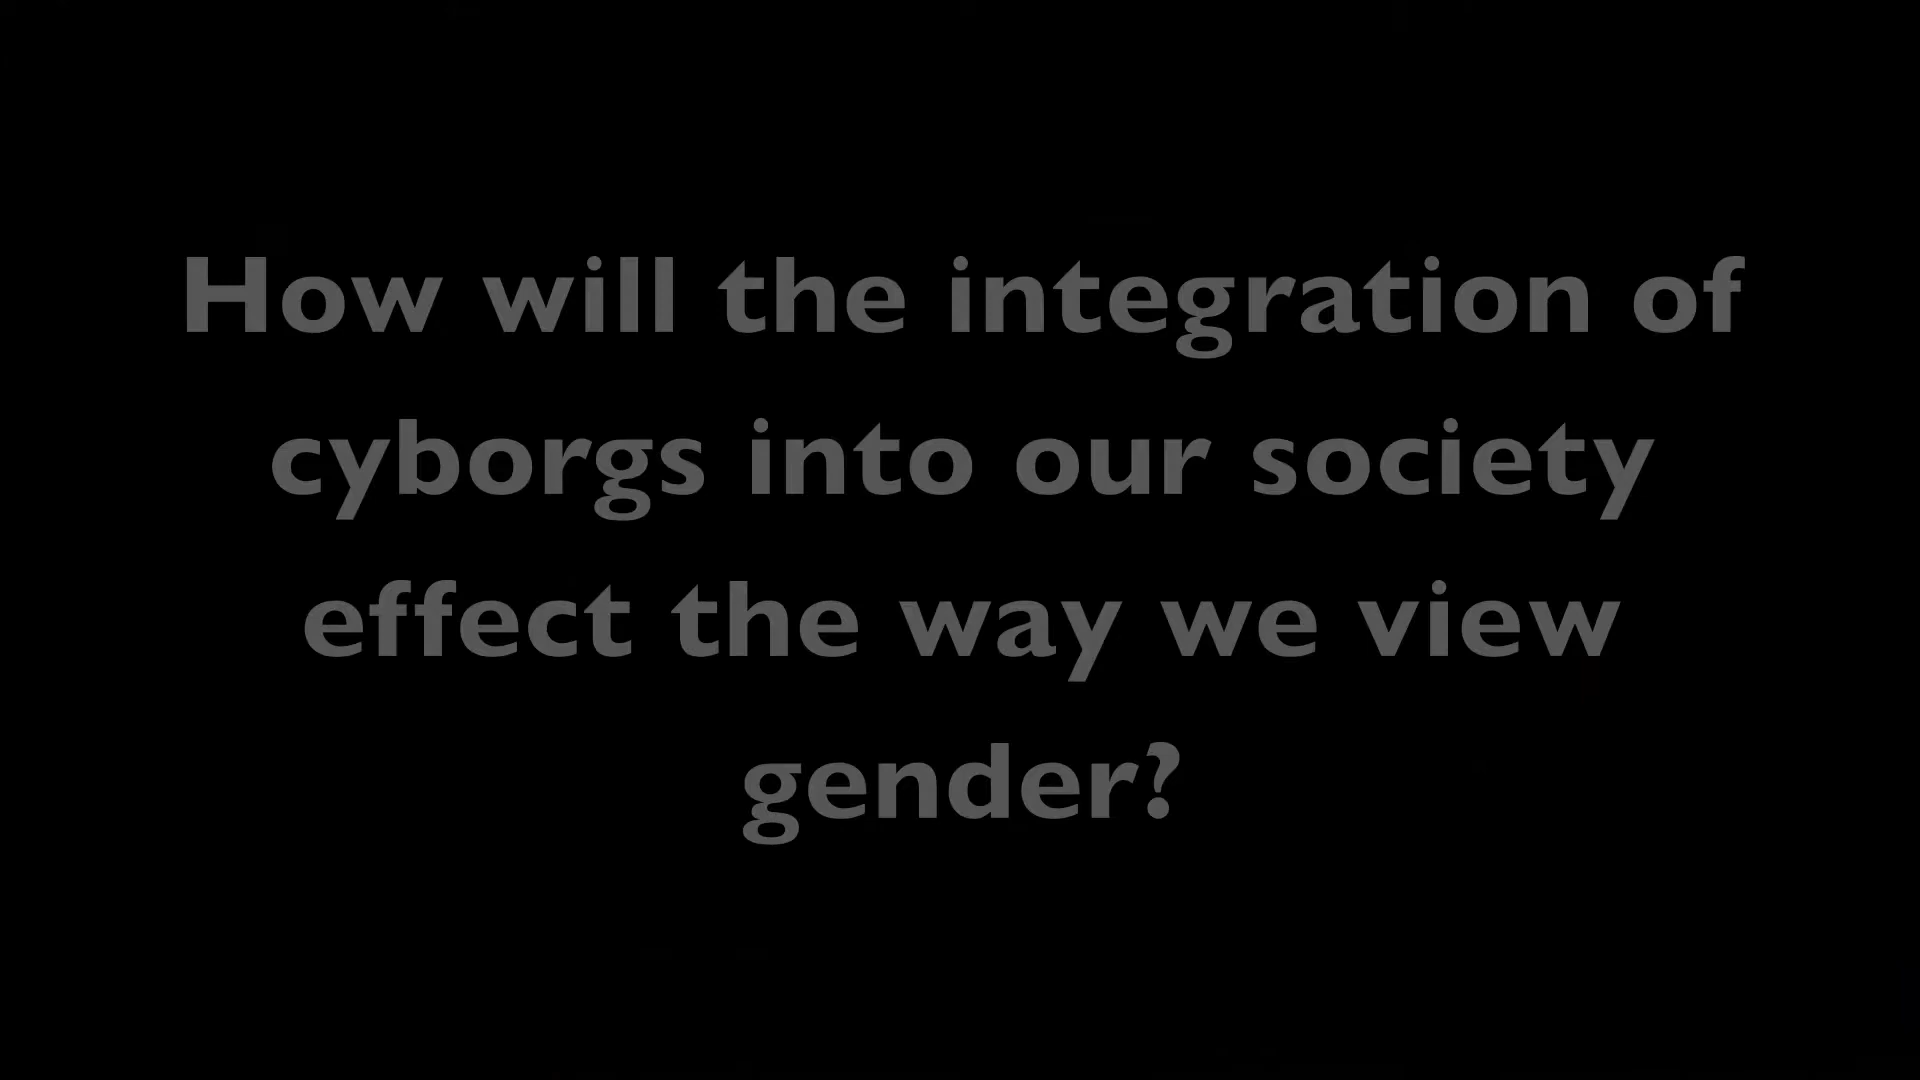 How will the integration of
cyborgs into our society
effect the way we view
gender?